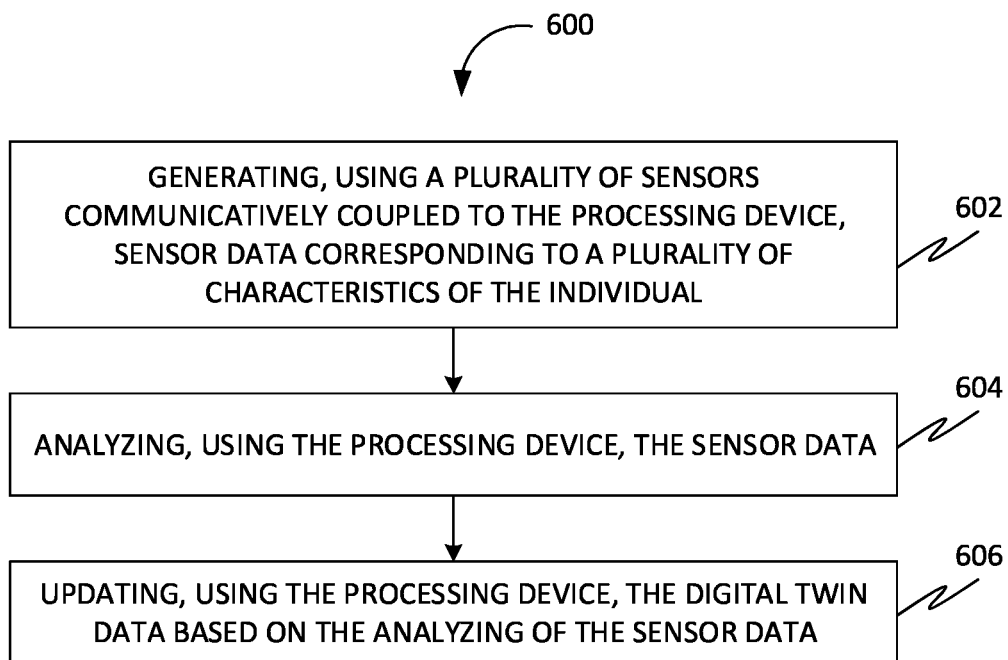 600
GENERATING, USING A PLURALITY OF SENSORS
COMMUNICATIVELY COUPLED TO THE PROCESSING DEVICE,
SENSOR DATA CORRESPONDING TO A PLURALITY OF
CHARACTERISTICS OF THE INDIVIDUAL
602
ANALYZING, USING THE PROCESSING DEVICE, THE SENSOR DATA
604
UPDATING, USING THE PROCESSING DEVICE, THE DIGITAL TWIN
DATA BASED ON THE ANALYZING OF THE SENSOR DATA
606